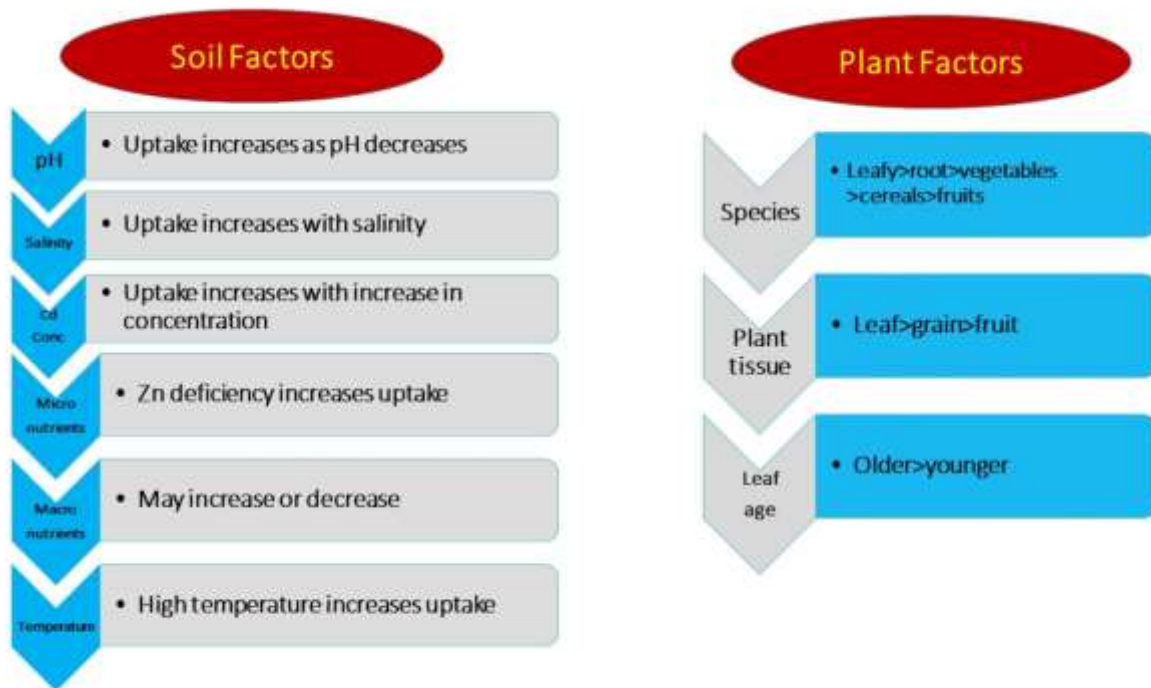 Soil Factors
pH
• Uptake increases as pH decreases
Salinity
• Uptake increases with salinity
Cd
Conc
• Uptake increases with increase in
concentration
Micro
nutrients
• Zn deficiency increases uptake
Macro
nutrients
• May increase or decrease
Temperature
• High temperature increases uptake
Plant Factors
Species
• Leafy>root>vegetables
>cereals>fruits
Plant
tissue
• Leaf>grain>fruit
Leaf
age
• Older>younger